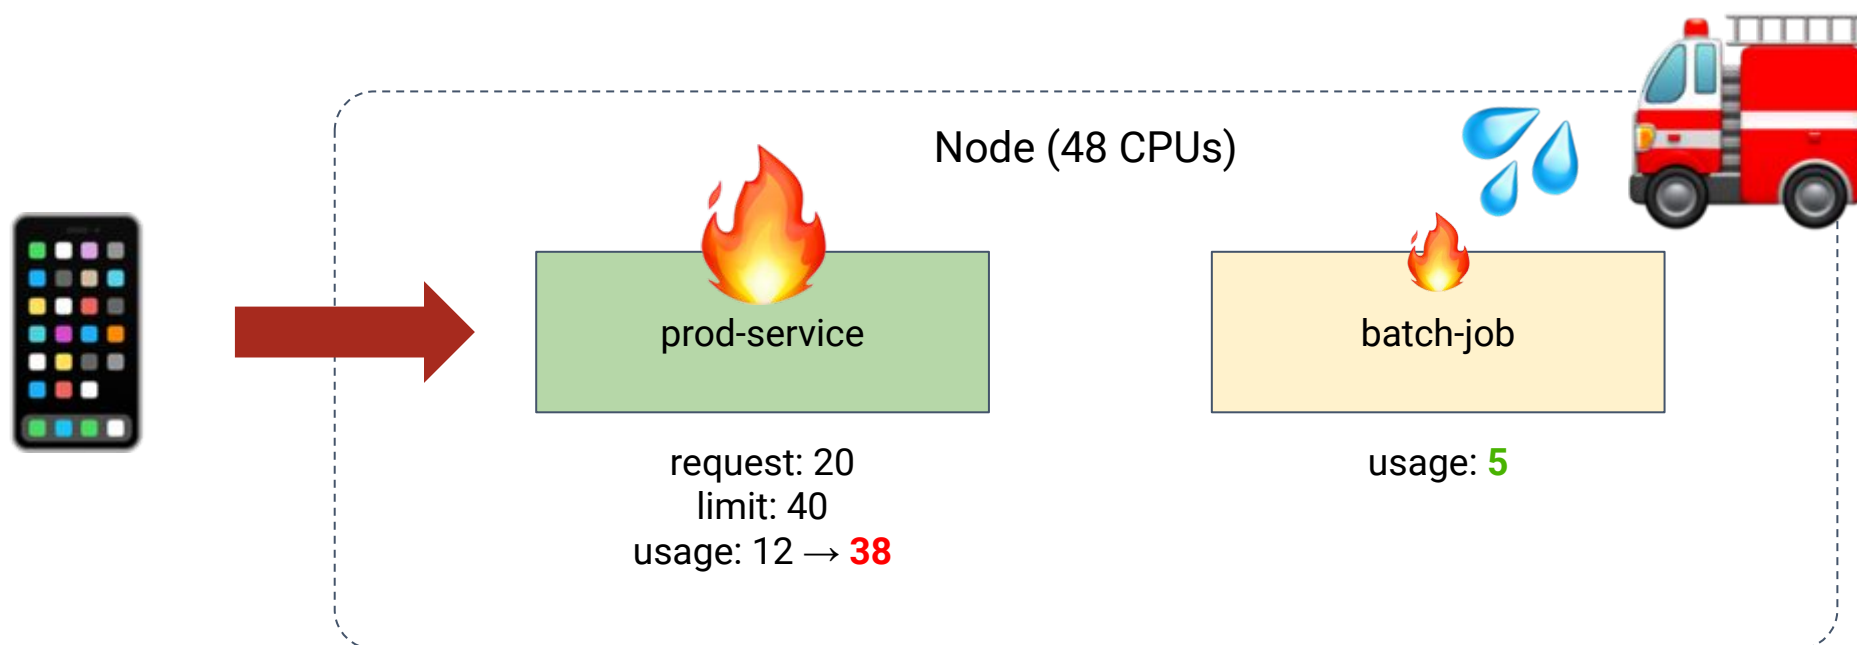 Node (48 CPUs)
prod-service
request: 20
limit: 40
usage: 12 → 38
batch-job
usage: 5